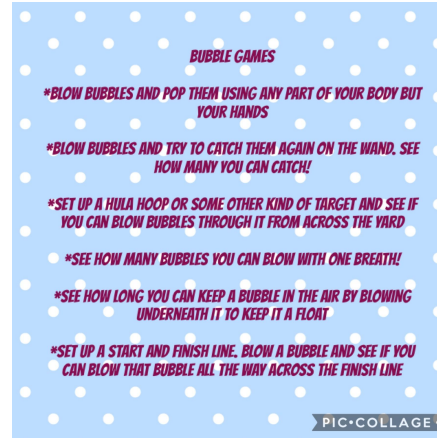 BUBBLE GAMES
*BLOW BUBBLES AND POP THEM USING ANY PART OF YOUR BODY BUT
YOUR HANDS
*BLOW BUBBLES AND TRY TO CATCH THEM AGAIN ON THE WAND. SEE
HOW MANY YOU CAN CATCH!
*SET UP A HULA HOOP OR SOME OTHER KIND OF TARGET AND SEE IF
YOU CAN BLOW BUBBLES THROUGH IT FROM ACROSS THE YARD
*SEE HOW MANY BUBBLES YOU CAN BLOW WITH ONE BREATH!
*SEE HOW LONG YOU CAN KEEP A BUBBLE IN THE AIR BY BLOWING
UNDERNEATH IT TO KEEP IT A FLOAT
*SET UP A START AND FINISH LINE. BLOW A BUBBLE AND SEE IF YOU
CAN BLOW THAT BUBBLE ALL THE WAY ACROSS THE FINISH LINE
PIC•COLLAGE